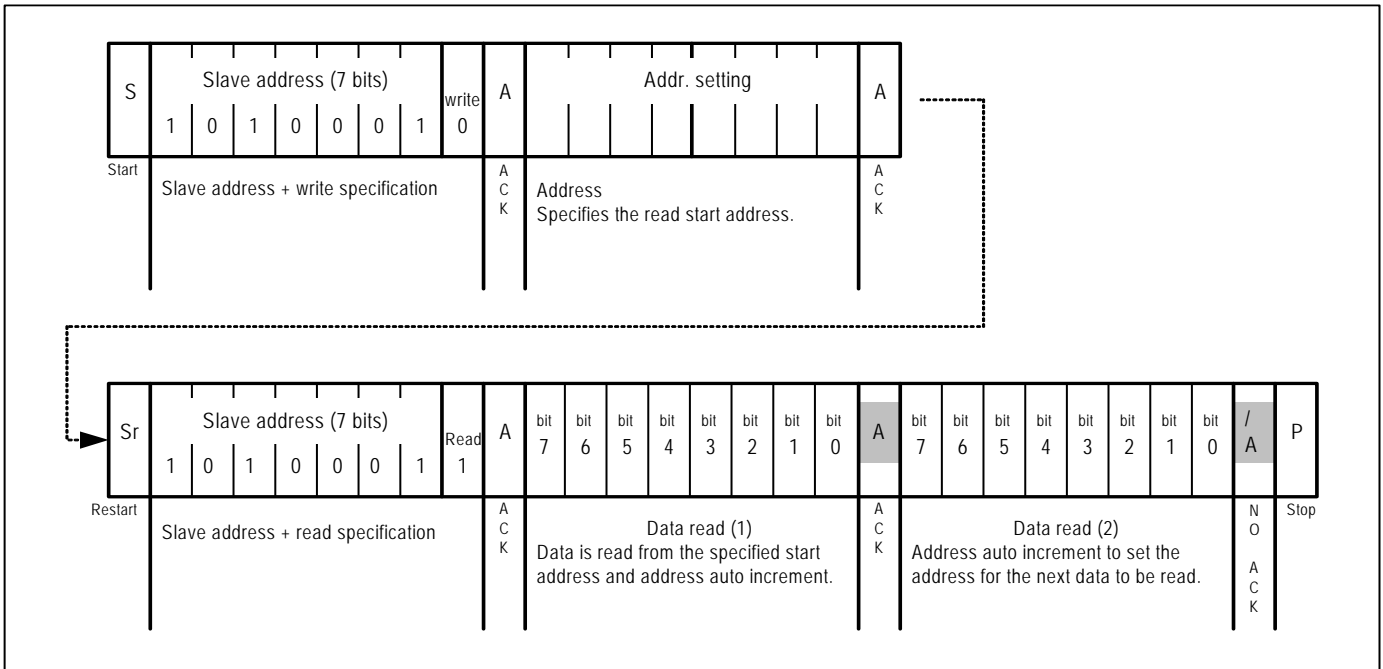 S
Slave address (7 bits)
1 0 1 0 0 0 1
write
0
A
Addr. setting
A
Start
Slave address + write specification
A
C
K
Address
Specifies the read start address.
A
C
K
Sr
Slave address (7 bits)
1 0 1 0 0 0 1
Read
1
A
bit bit bit bit bit bit bit bit
7 6 5 4 3 2 1 0
A
bit bit bit bit bit bit bit bit
7 6 5 4 3 2 1 0
/
A
P
Restart
Slave address + read specification
A
C
K
Data read (1)
Data is read from the specified start
address and address auto increment.
A
C
K
Data read (2)
Address auto increment to set the
address for the next data to be read.
N
O
A
C
K
Stop